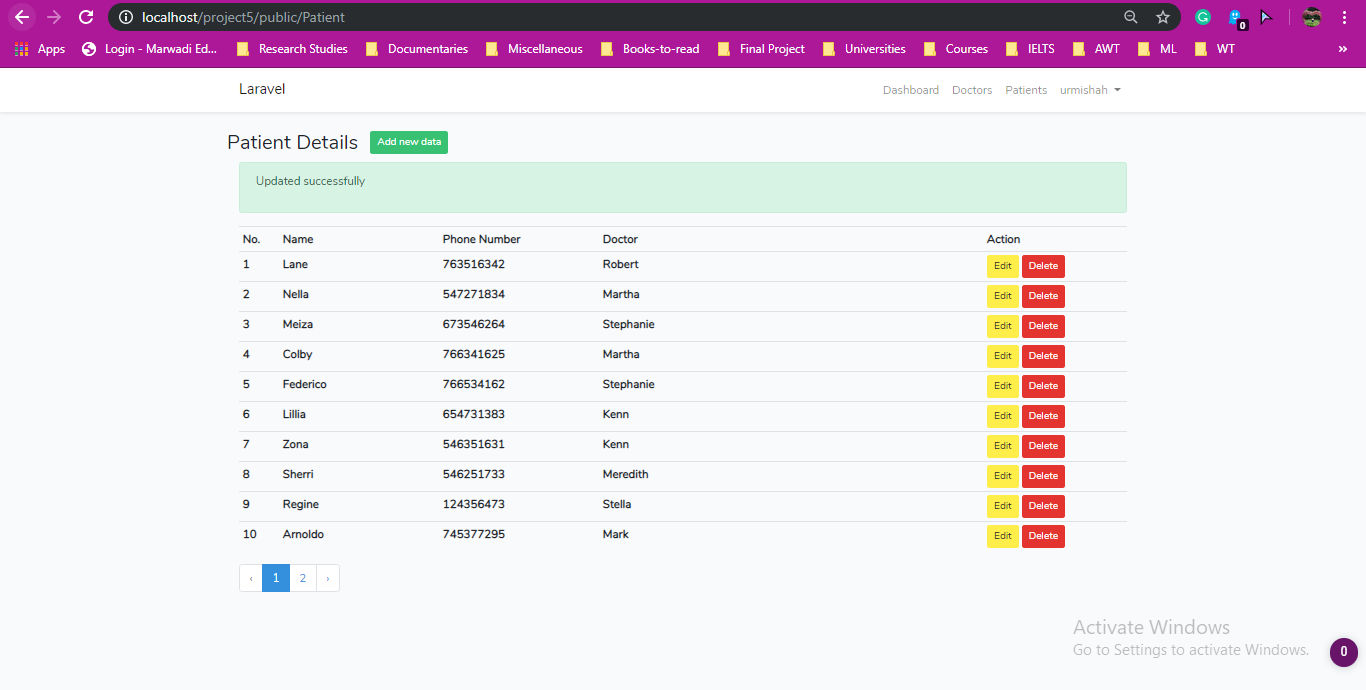 localhost/project5/public/Patient
0
Apps Login - Marwadi Ed... Research Studies Documentaries Miscellaneous Books-to-read Final Project Universities Courses IELTS AWT ML WT »
Laravel Dashboard Doctors Patients urmishah
Patient Details Add new data
Updated successfully
No. Name Phone Number Doctor Action
1 Lane 763516342 Robert Edit Delete
2 Nella 547271834 Martha Edit Delete
3 Meiza 673546264 Stephanie Edit Delete
4 Colby 766341625 Martha Edit Delete
5 Federico 766534162 Stephanie Edit Delete
6 Lillia 654731383 Kenn Edit Delete
7 Zona 546351631 Kenn Edit Delete
8 Sherri 546251733 Meredith Edit Delete
9 Regine 124356473 Stella Edit Delete
10 Arnoldo 745377295 Mark Edit Delete
‹ 1 2 ›
Activate Windows
Go to Settings to activate Windows.
0